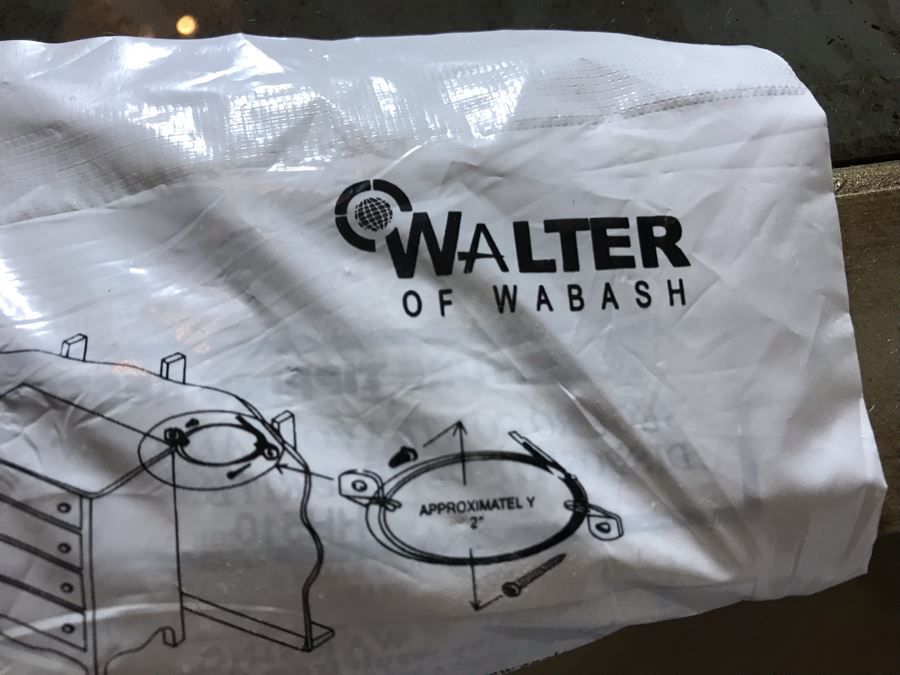 WALTER
OF WABASH
APPROXIMATEL Y
2"